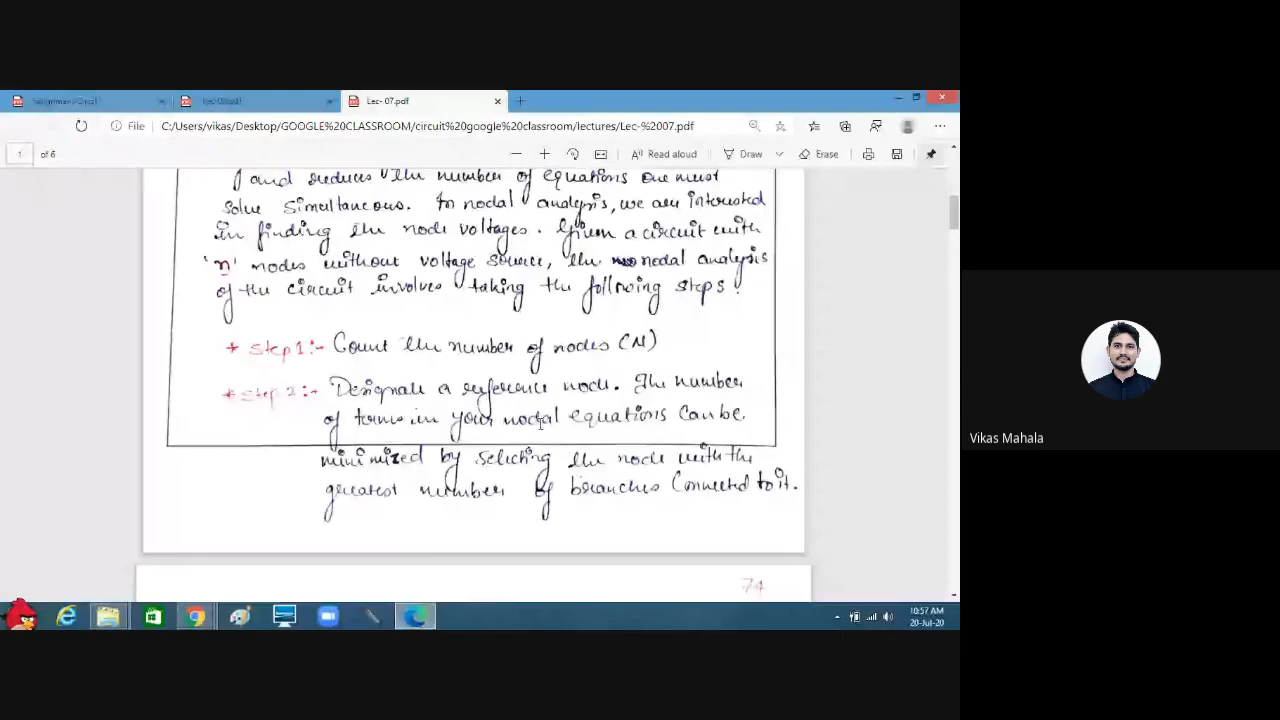 Lec- 07.pdf
File
C:/Users/vikas/Desktop/GOOGLE%20CLASSROOM/circuit%20google%20classroom/lectures/Lec-%2007.pdf
1 of 6
Read aloud
Draw
Erase
and reduces the number of equations one must
solve simultaneous. In nodal analysis, we are interested
in finding the node voltages. Given a circuit with
'n' nodes without voltage source, the nodal analysis
of the circuit involves taking the following steps:
* Step 1:- Count the number of nodes (N)
* Step 2:- Designate a reference node. The number
of terms in your nodal equations can be
minimized by selecting the node with the
greatest number of branches connected to it.
74
Vikas Mahala
10:57 AM
20-Jul-20